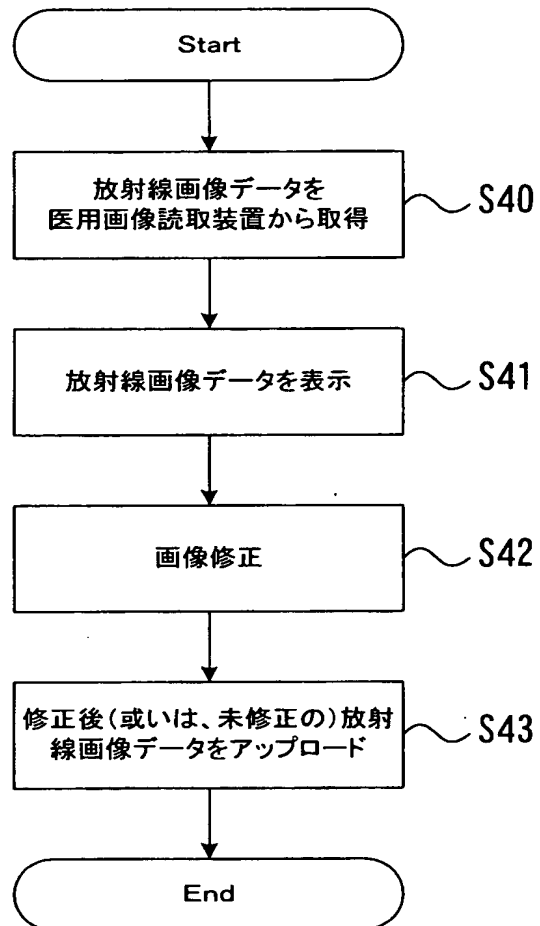 Start
放射線画像データを
医用画像読取装置から取得
S40
放射線画像データを表示
S41
画像修正
S42
修正後(或いは、未修正の)放射
線画像データをアップロード
S43
End